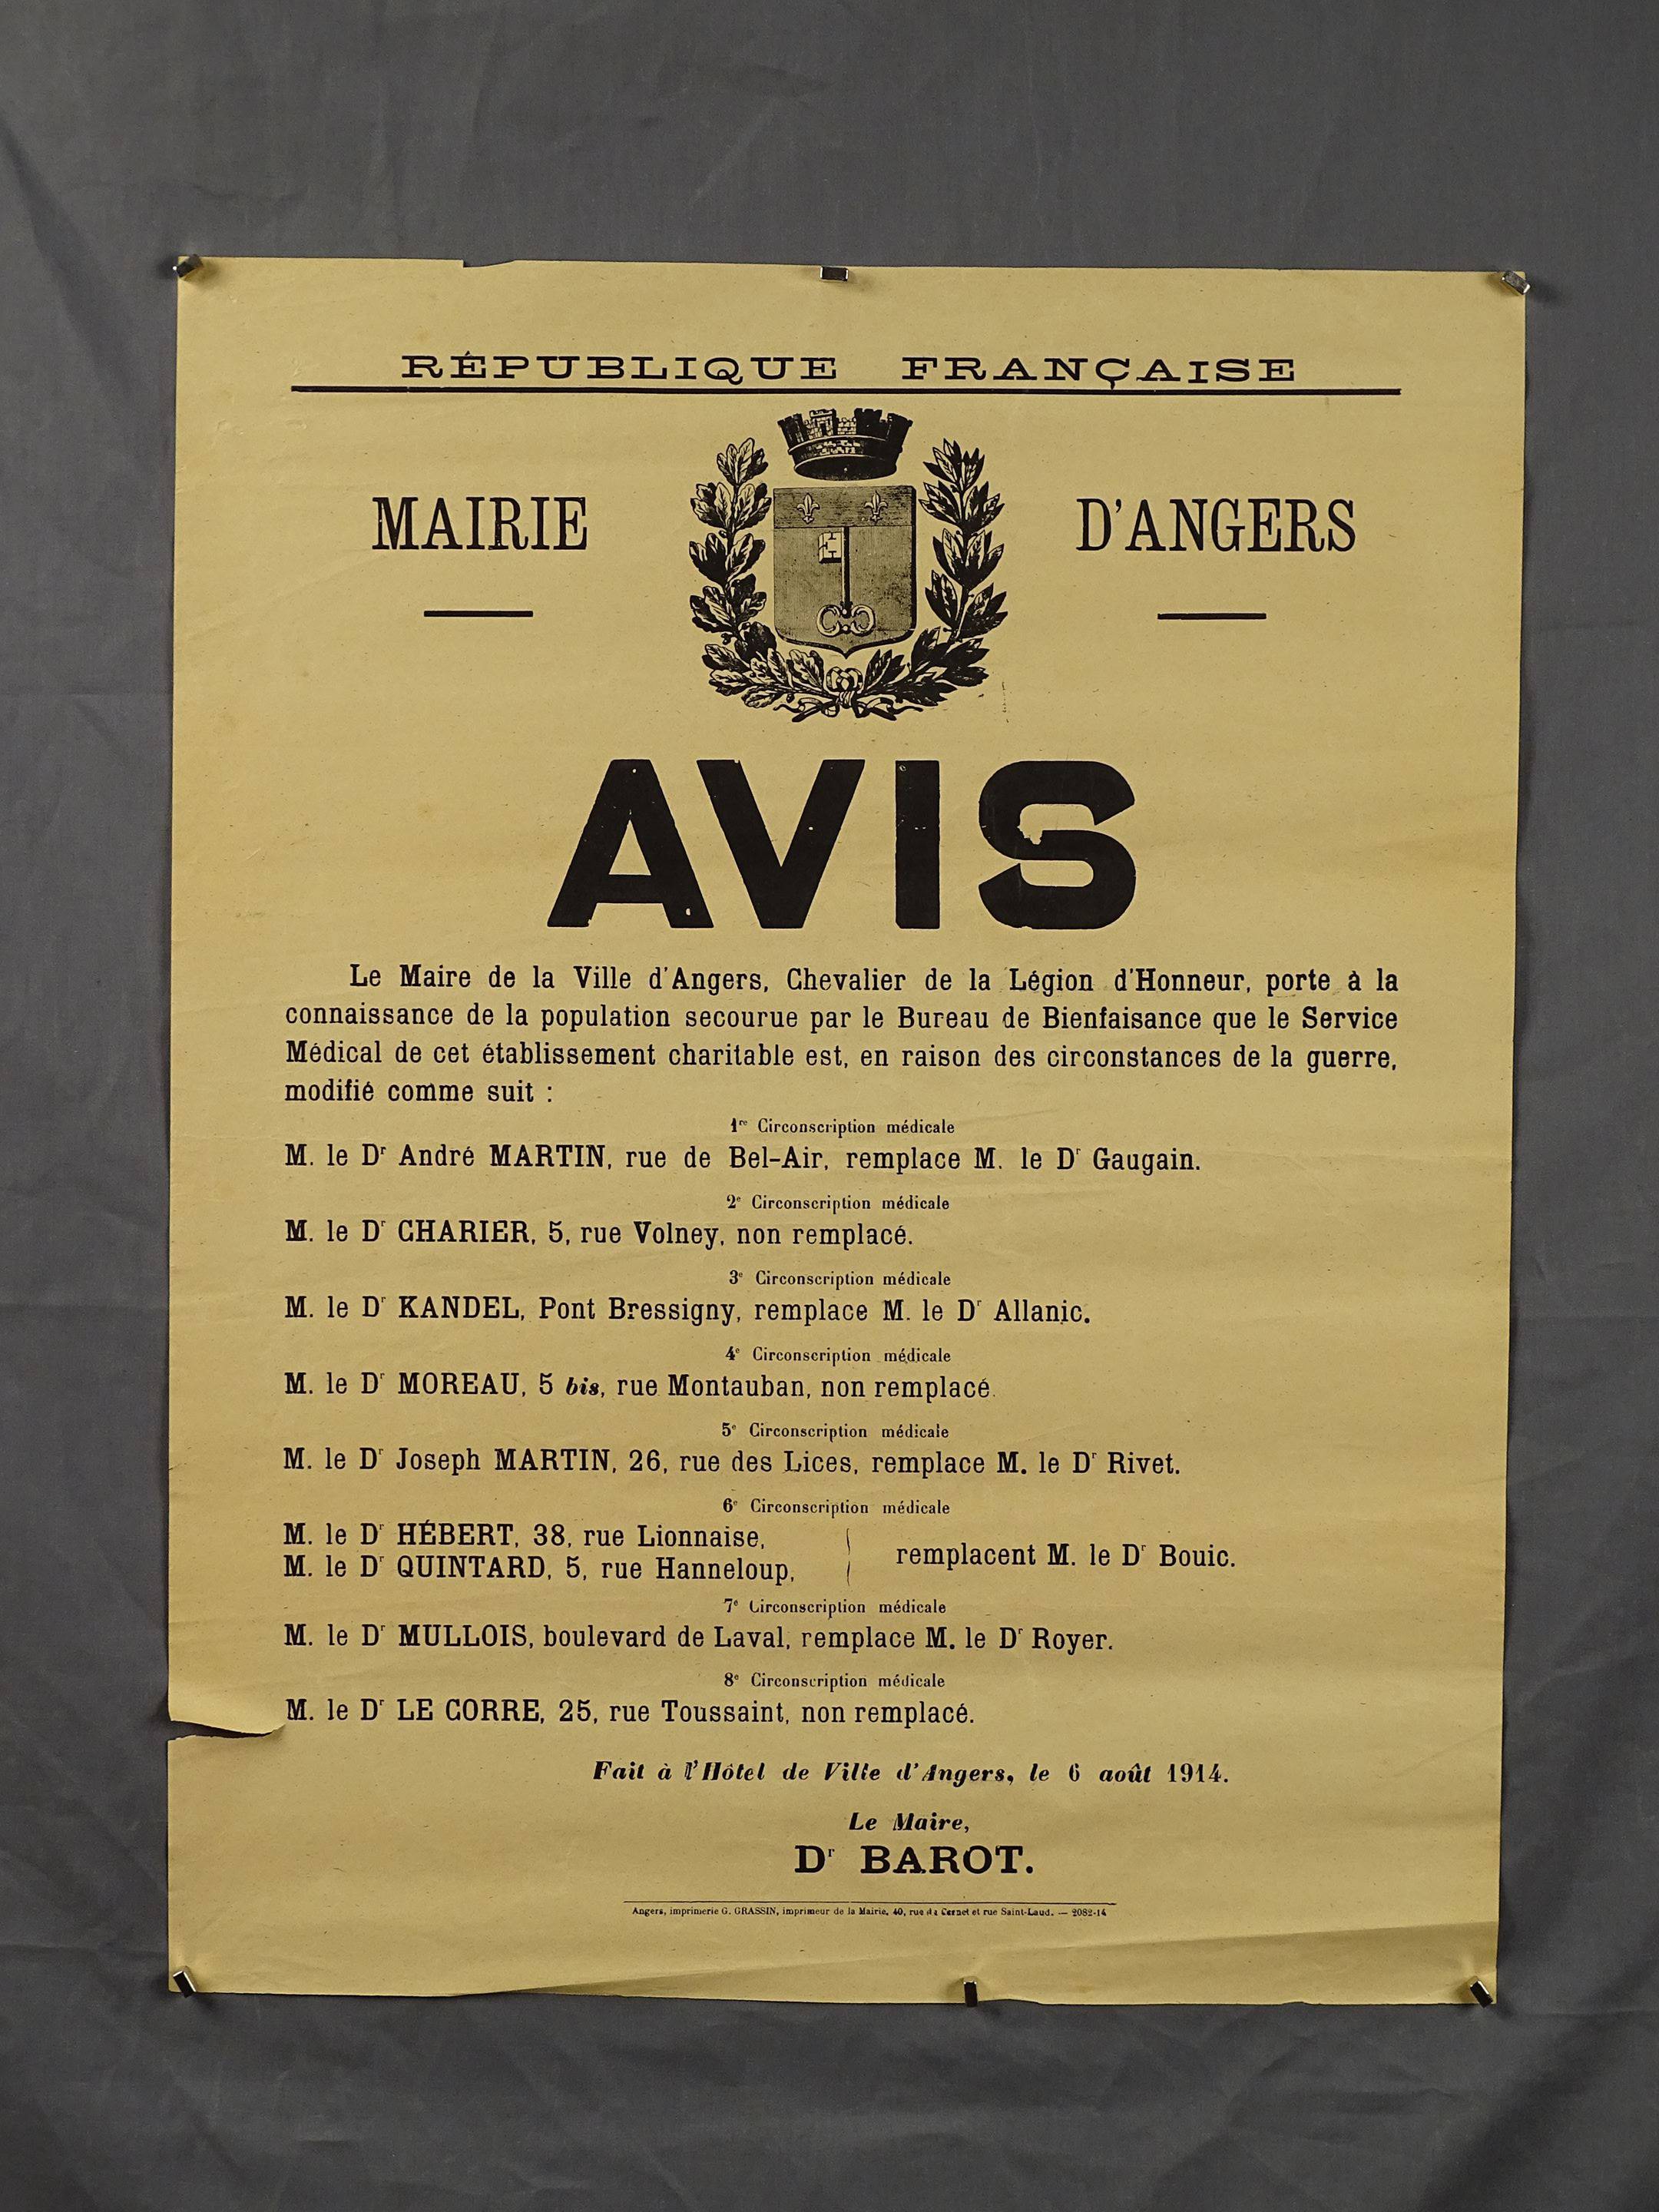 RÉPUBLIQUE FRANÇAISE
MAIRIE D'ANGERS
AVIS
Le Maire de la Ville d'Angers, Chevalier de la Légion d'Honneur, porte à la
connaissance de la population secourue par le Bureau de Bienfaisance que le Service
Médical de cet établissement charitable est, en raison des circonstances de la guerre,
modifié comme suit :
1re Circonscription médicale
M. le Dr André MARTIN, rue de Bel-Air, remplace M. le Dr Gaugain.
2e Circonscription médicale
M. le Dr CHARIER, 5, rue Volney, non remplacé.
3e Circonscription médicale
M. le Dr KANDEL, Pont Bressigny, remplace M. le Dr Allanic.
4e Circonscription médicale
M. le Dr MOREAU, 5 bis, rue Montauban, non remplacé.
5e Circonscription médicale
M. le Dr Joseph MARTIN, 26, rue des Lices, remplace M. le Dr Rivet.
6e Circonscription médicale
M. le Dr HÉBERT, 38, rue Lionnaise,
M. le Dr QUINTARD, 5, rue Hanneloup,
remplacent M. le Dr Bouic.
7e Circonscription médicale
M. le Dr MULLOIS, boulevard de Laval, remplace M. le Dr Royer.
8e Circonscription médicale
M. le Dr LE CORRE, 25, rue Toussaint, non remplacé.
Fait à l'Hôtel de Ville d'Angers, le 6 août 1914.
Le Maire,
Dr BAROT.
Angers, imprimerie G. GRASSIN, imprimeur de la Mairie, 40, rue du Cornet et rue Saint-Laud. — 2082-14